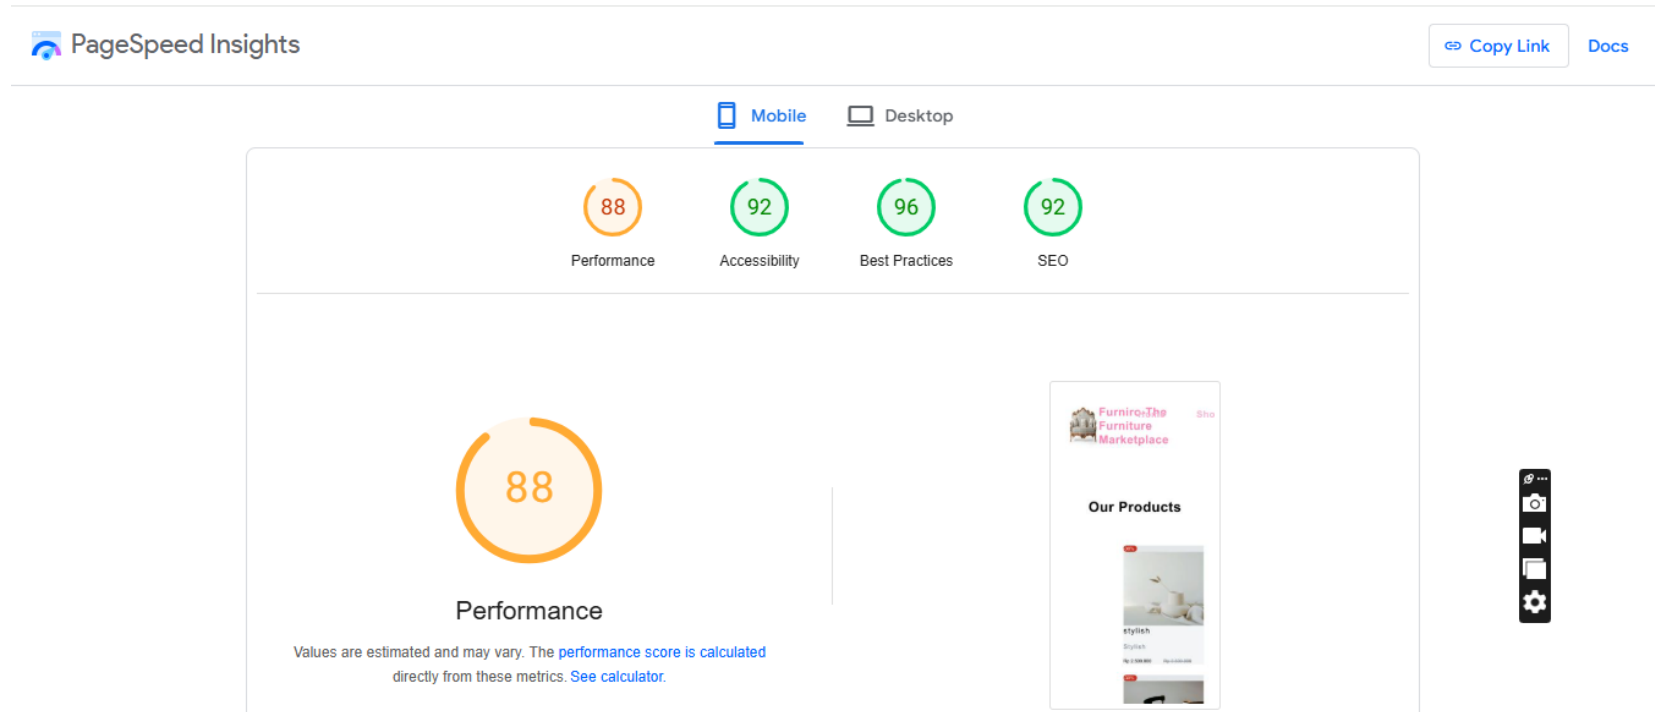 PageSpeed Insights
Copy Link
Docs
Mobile
Desktop
88
92
96
92
Performance
Accessibility
Best Practices
SEO
88
Performance
Values are estimated and may vary. The performance score is calculated
directly from these metrics. See calculator.
Furniro-The
Furniture
Marketplace
Sho
Our Products
stylish
Stylish